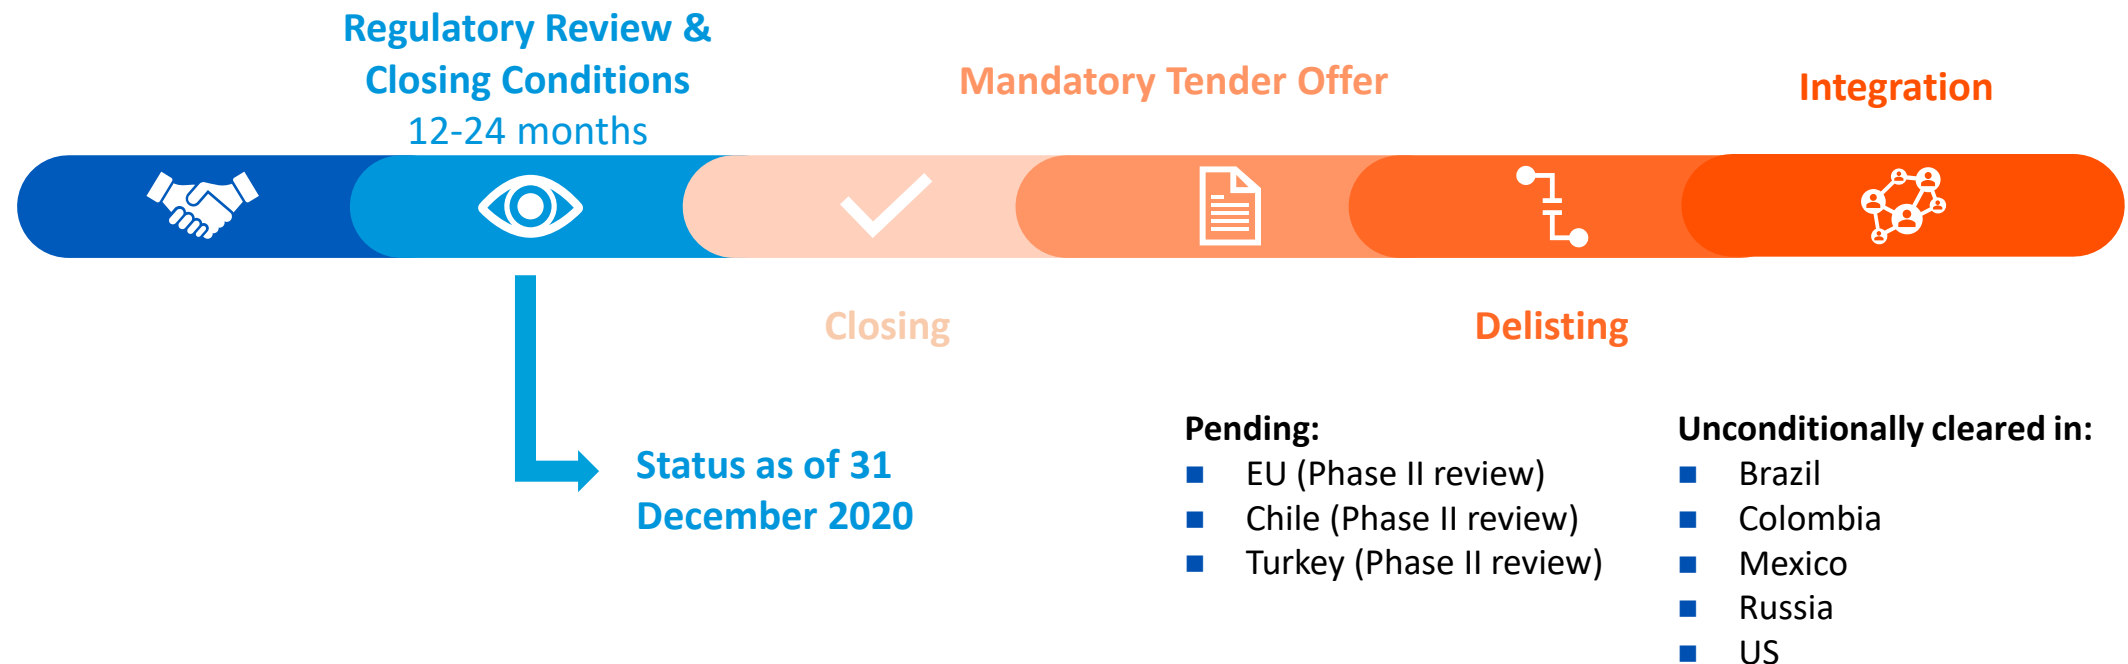 Regulatory Review &
Closing Conditions
12-24 months
Mandatory Tender Offer
Integration
Closing
Delisting
Status as of 31
December 2020
Pending:
EU (Phase II review)
Chile (Phase II review)
Turkey (Phase II review)
Unconditionally cleared in:
Brazil
Colombia
Mexico
Russia
US